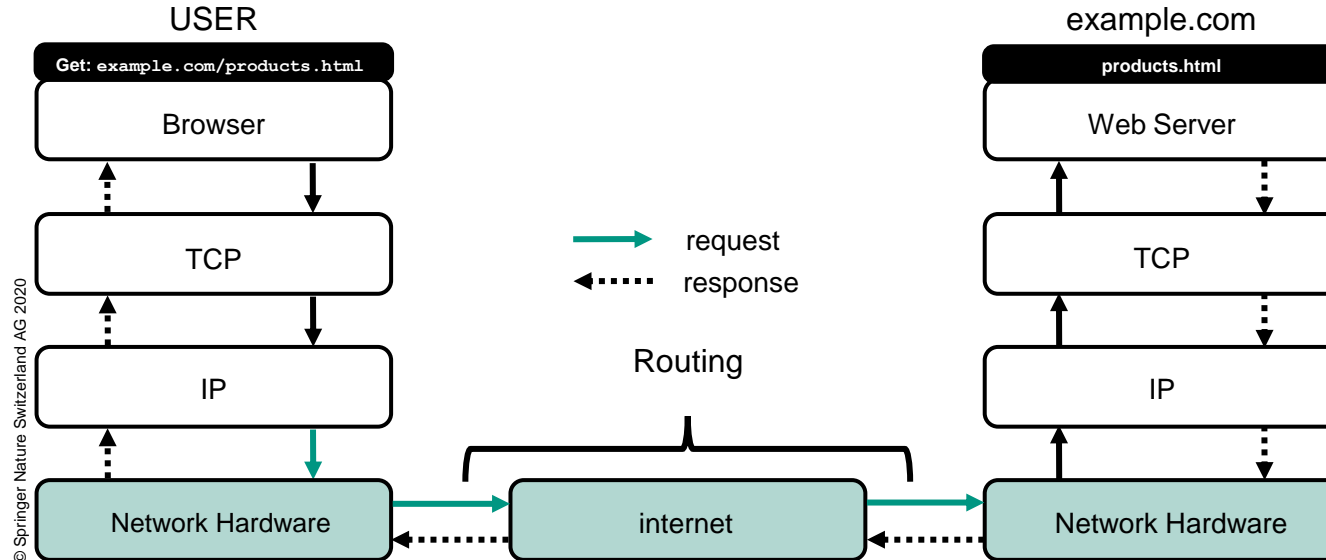 USER
Get: example.com/products.html
Browser
TCP
IP
Network Hardware
request
response
Routing
internet
example.com
products.html
Web Server
TCP
IP
Network Hardware
© Springer Nature Switzerland AG 2020